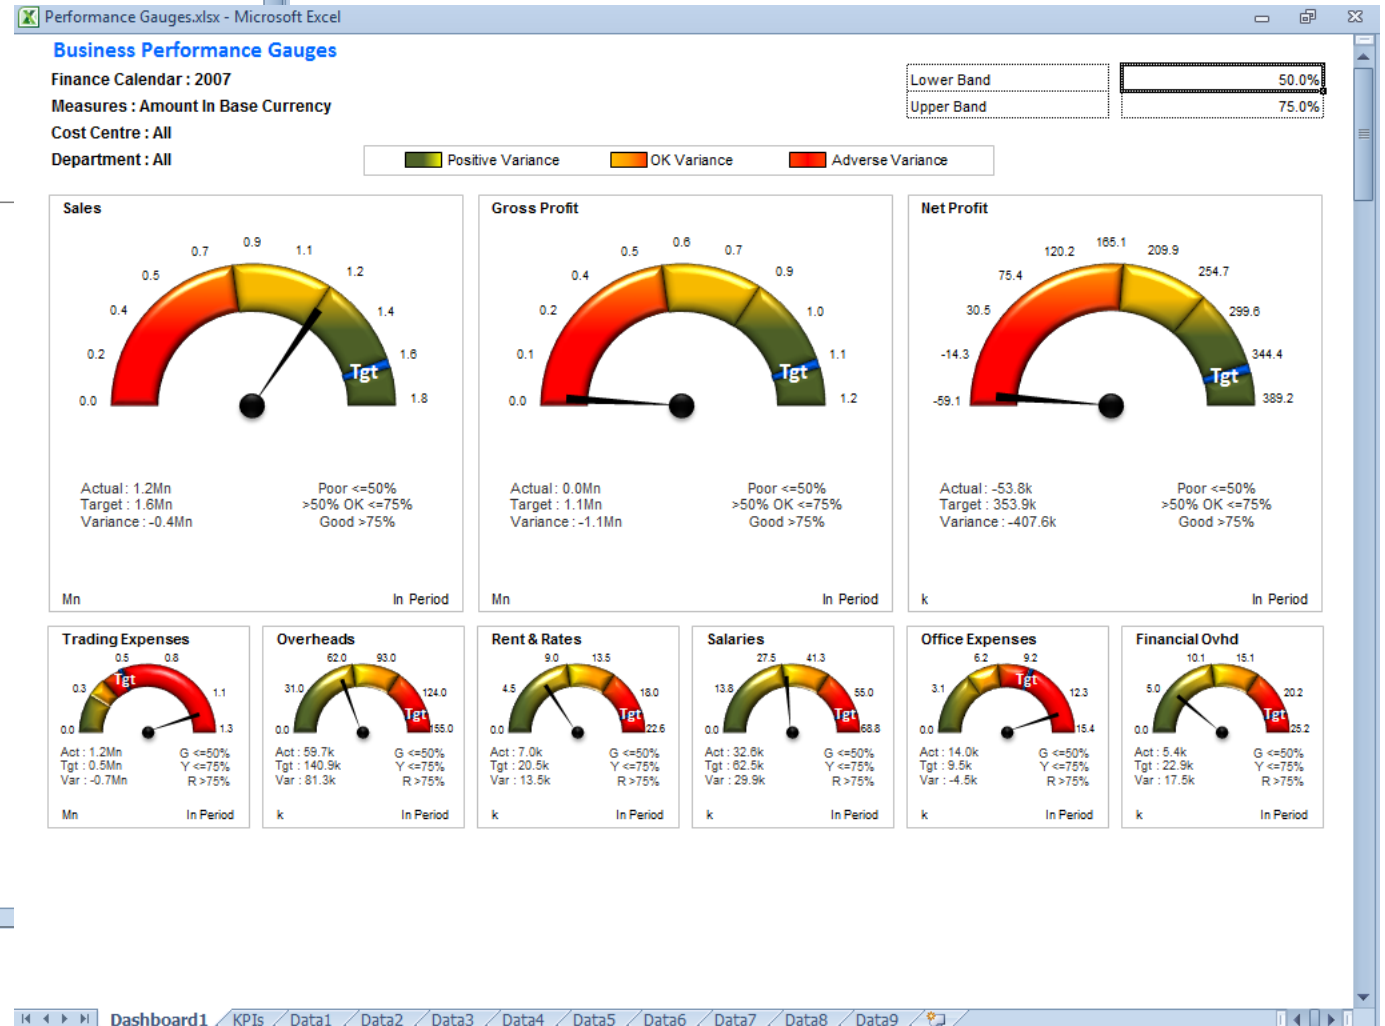 Performance Gauges.xlsx - Microsoft Excel
Business Performance Gauges
Finance Calendar : 2007
Measures : Amount In Base Currency
Cost Centre : All
Department : All
Lower Band 50.0%
Upper Band 75.0%
Positive Variance OK Variance Adverse Variance
Sales
0.0 0.2 0.4 0.5 0.7 0.9 1.1 1.2 1.4 1.6 1.8
Tgt
Actual : 1.2Mn Poor <=50%
Target : 1.6Mn >50% OK <=75%
Variance : -0.4Mn Good >75%
Mn In Period
Gross Profit
0.0 0.1 0.2 0.4 0.5 0.6 0.7 0.9 1.0 1.1 1.2
Tgt
Actual : 0.0Mn Poor <=50%
Target : 1.1Mn >50% OK <=75%
Variance : -1.1Mn Good >75%
Mn In Period
Net Profit
-59.1 -14.3 30.5 75.4 120.2 165.1 209.9 254.7 299.6 344.4 389.2
Tgt
Actual : -53.8k Poor <=50%
Target : 353.9k >50% OK <=75%
Variance : -407.6k Good >75%
k In Period
Trading Expenses
0.0 0.3 0.5 0.8 1.1 1.3
Tgt
Act : 1.2Mn G <=50%
Tgt : 0.5Mn Y <=75%
Var : -0.7Mn R >75%
Mn In Period
Overheads
0.0 31.0 62.0 93.0 124.0 155.0
Tgt
Act : 59.7k G <=50%
Tgt : 140.9k Y <=75%
Var : 81.3k R >75%
k In Period
Rent & Rates
0.0 4.5 9.0 13.5 18.0 22.6
Tgt
Act : 7.0k G <=50%
Tgt : 20.5k Y <=75%
Var : 13.5k R >75%
k In Period
Salaries
0.0 13.8 27.5 41.3 55.0 68.8
Tgt
Act : 32.6k G <=50%
Tgt : 62.5k Y <=75%
Var : 29.9k R >75%
k In Period
Office Expenses
0.0 3.1 6.2 9.2 12.3 15.4
Tgt
Act : 14.0k G <=50%
Tgt : 9.5k Y <=75%
Var : -4.5k R >75%
k In Period
Financial Ovhd
0.0 5.0 10.1 15.1 20.2 25.2
Tgt
Act : 5.4k G <=50%
Tgt : 22.9k Y <=75%
Var : 17.5k R >75%
k In Period
Dashboard1 KPIs Data1 Data2 Data3 Data4 Data5 Data6 Data7 Data8 Data9